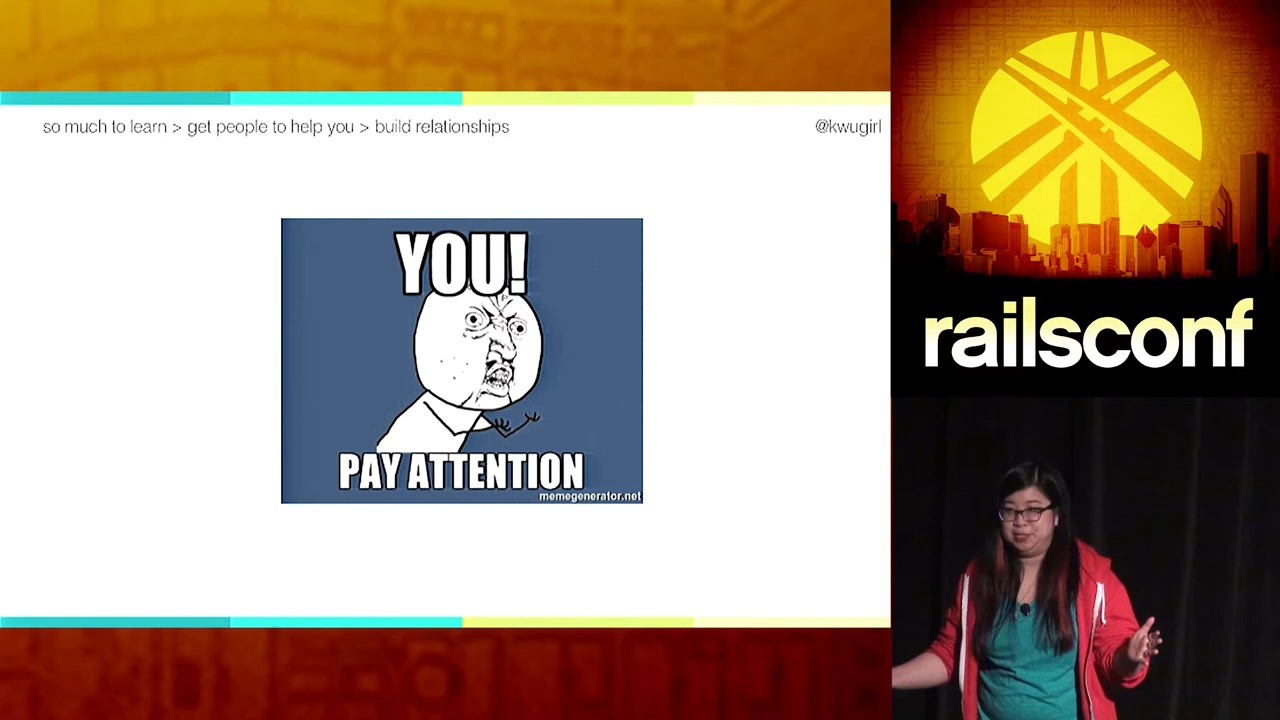 so much to learn > get people to help you > build relationships
@kwugirl
YOU!
PAY ATTENTION
memegenerator.net
railsconf